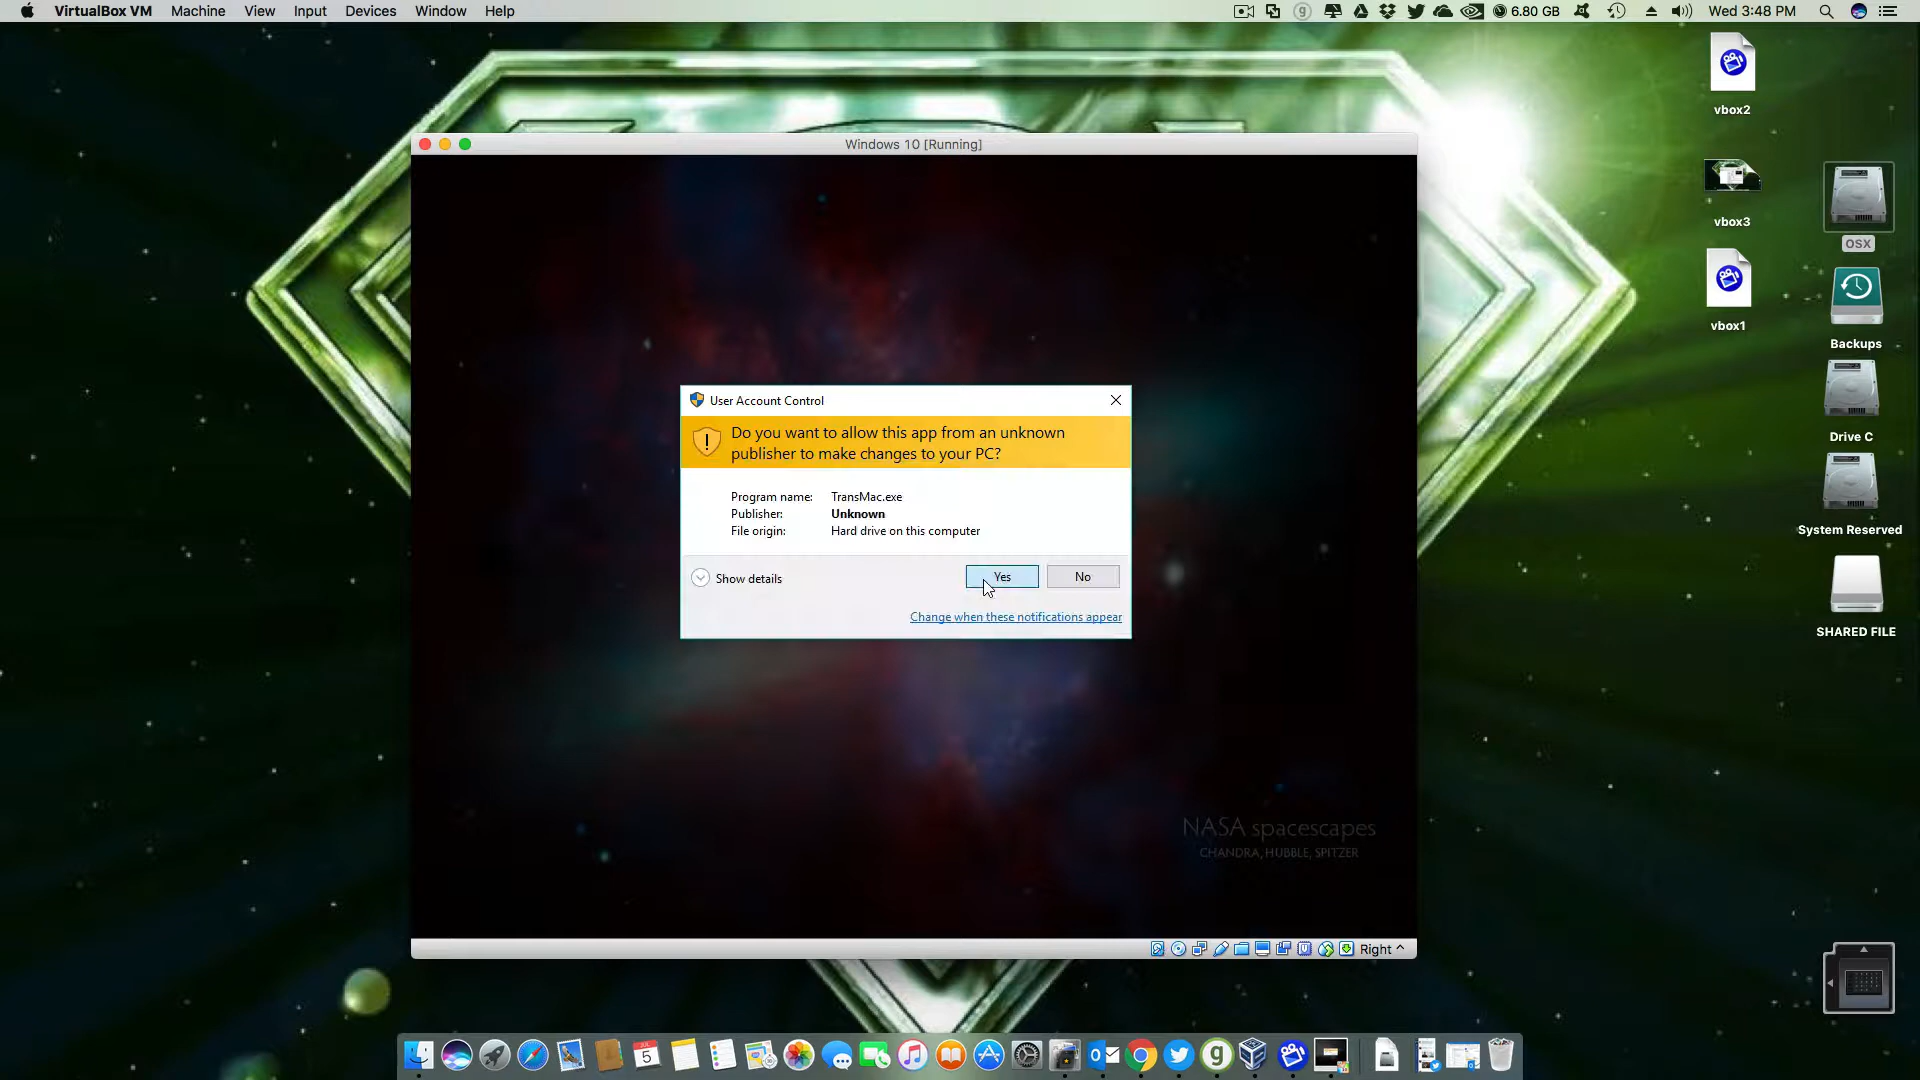 VirtualBox VM Machine View Input Devices Window Help
6.80 GB Wed 3:48 PM
vbox2
vbox3
OSX
vbox1
Backups
Drive C
System Reserved
SHARED FILE
Windows 10 [Running]
User Account Control
Do you want to allow this app from an unknown
publisher to make changes to your PC?
Program name: TransMac.exe
Publisher: Unknown
File origin: Hard drive on this computer
Show details
Yes
No
Change when these notifications appear
NASA spacescapes
CHANDRA, HUBBLE, SPITZER
Right ^
5